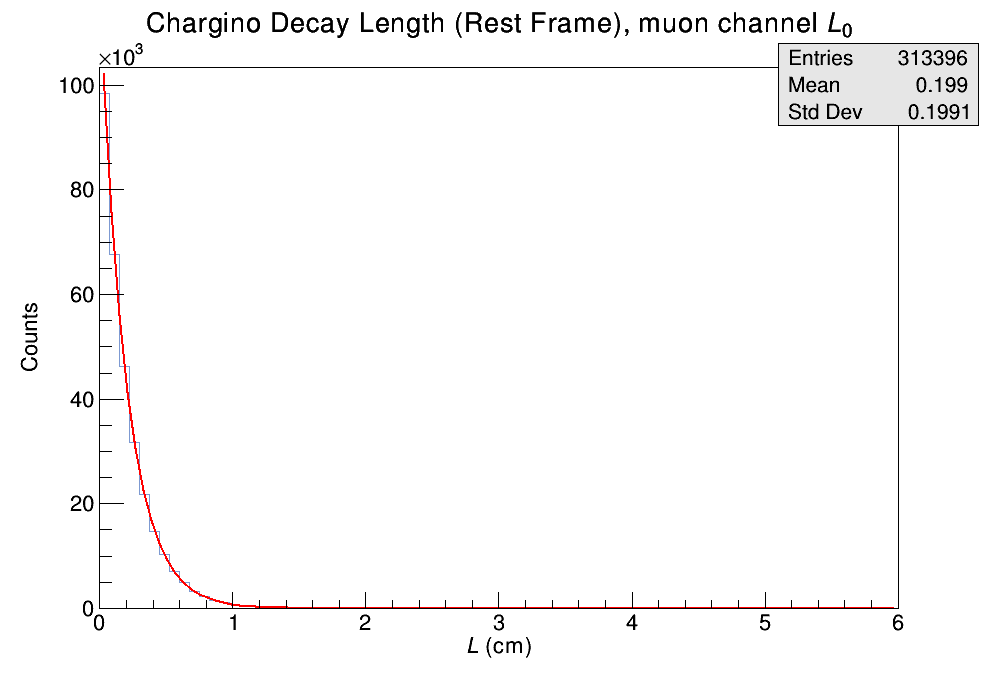 Chargino Decay Length (Rest Frame), muon channel L₀
×10³
Entries 313396
Mean 0.199
Std Dev 0.1991
100
80
60
40
20
0
Counts
0 1 2 3 4 5 6
L (cm)